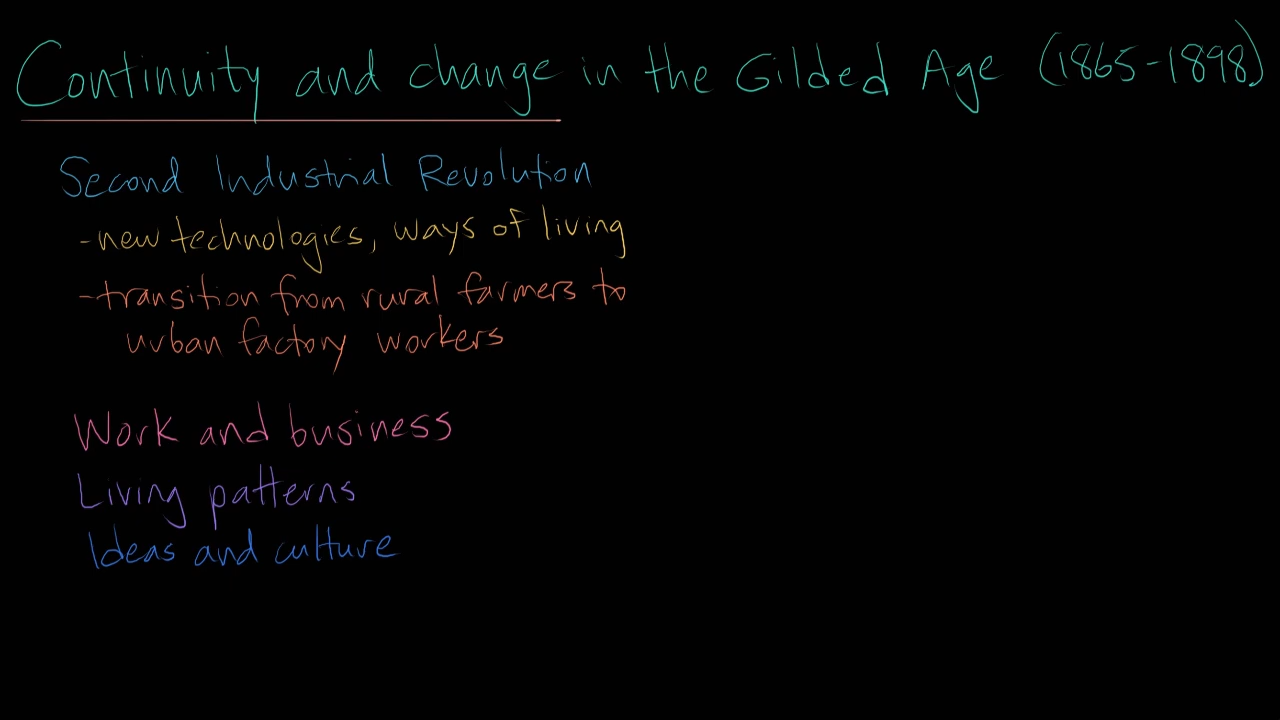 Continuity and change in the Gilded Age (1865-1898)
Second Industrial Revolution
-new technologies, ways of living
-transition from rural farmers to
urban factory workers
Work and business
Living patterns
Ideas and culture